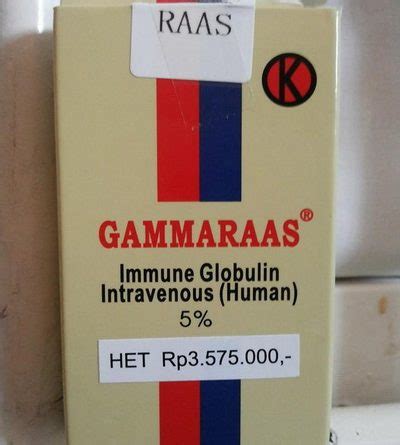 RAAS
K
GAMMARAAS®
Immune Globulin
Intravenous (Human)
5%
HET Rp3.575.000,-